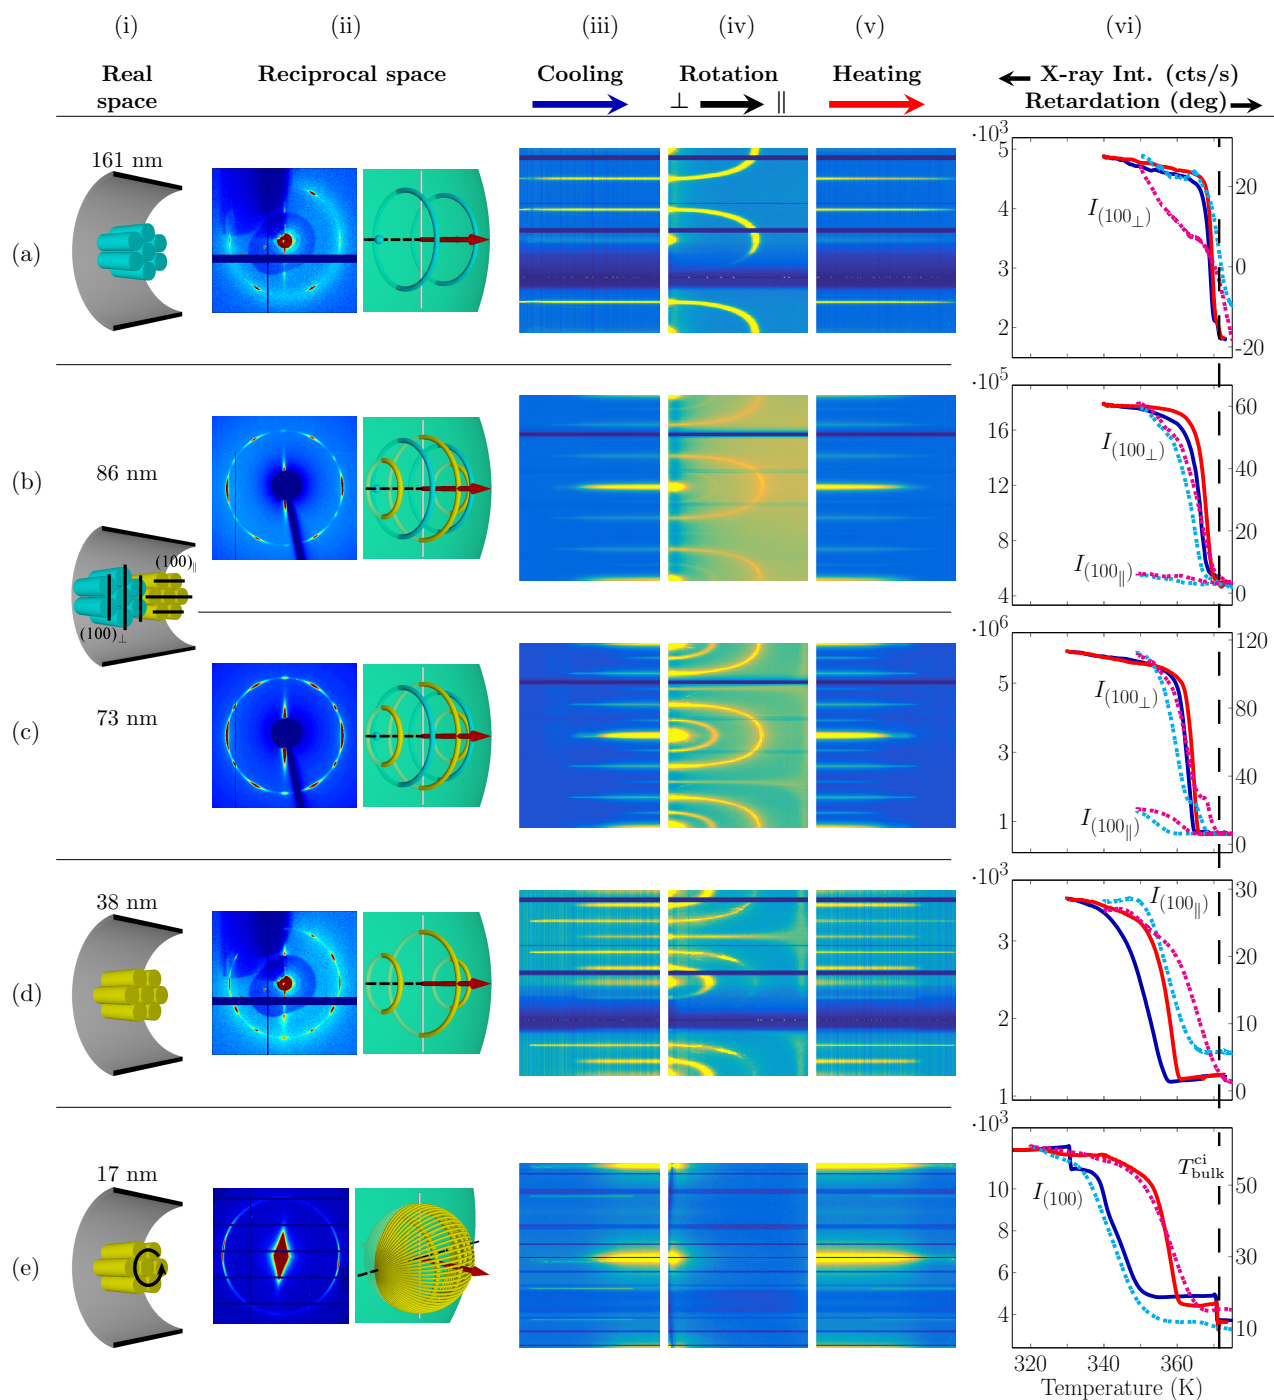 (i) (ii) (iii) (iv) (v) (vi)
Real space Reciprocal space Cooling Rotation Heating X-ray Int. (cts/s)
⊥ ∥ Retardation (deg)
(a)
161 nm
·10³
5
4
3
2
I(100⊥)
20
0
-20
(b)
86 nm
(100)∥
(100)⊥
·10⁵
16
12
8
4
I(100⊥)
I(100∥)
60
40
20
0
(c)
73 nm
·10⁶
5
3
1
I(100⊥)
I(100∥)
120
80
40
0
(d)
38 nm
·10³
3
2
1
I(100∥)
30
20
10
0
(e)
17 nm
·10³
10
8
6
4
I(100)
T^ci_bulk
50
30
10
320 340 360
Temperature (K)